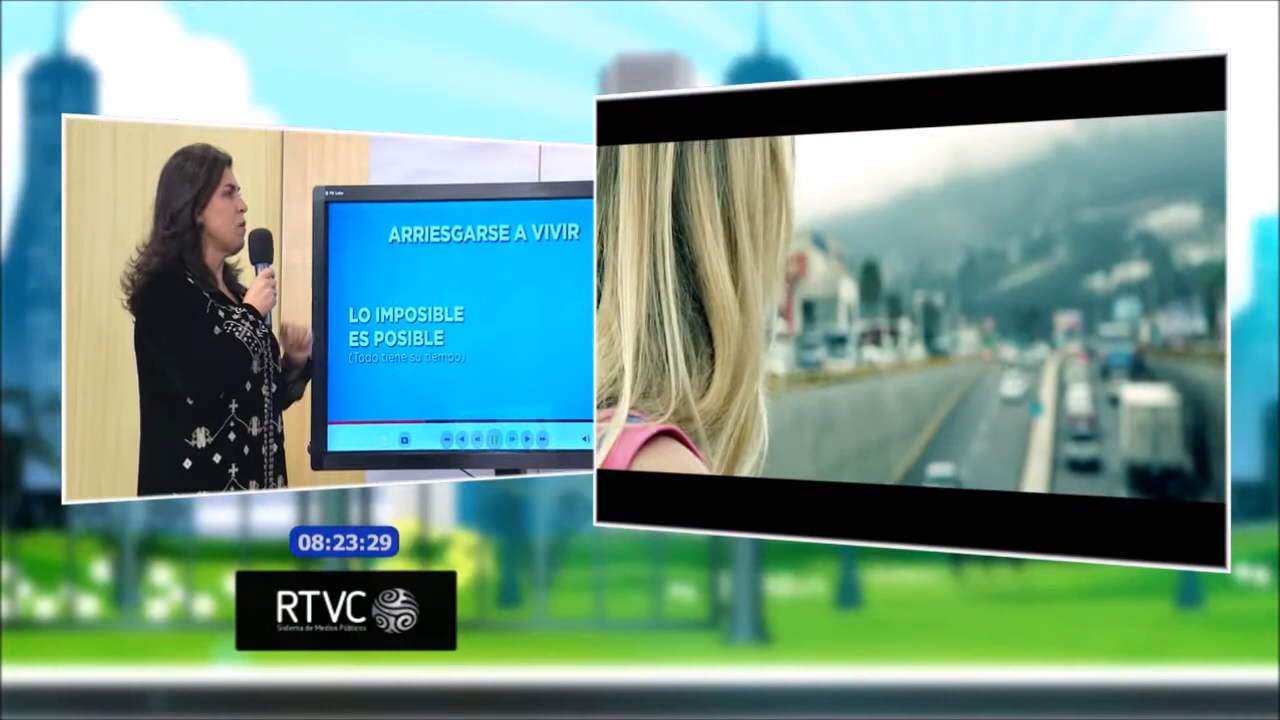 ARRIESGARSE A VIVIR
LO IMPOSIBLE
ES POSIBLE
(Todo tiene su tiempo)
08:23:29
RTVC
Sistema de Medios Públicos